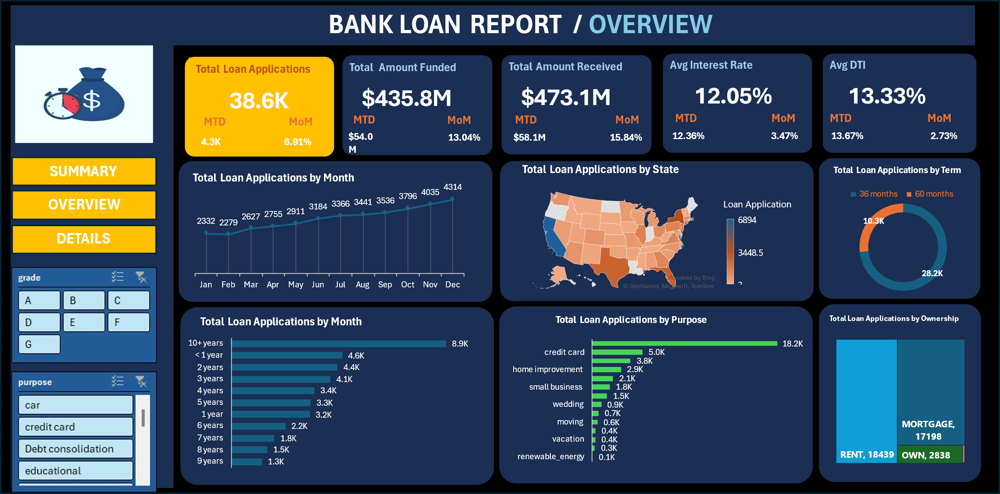 BANK LOAN REPORT / OVERVIEW
$
SUMMARY
OVERVIEW
DETAILS
grade
A B C
D E F
G
purpose
car
credit card
Debt consolidation
educational
Total Loan Applications
38.6K
MTD MoM
4.3K 6.91%
Total Amount Funded
$435.8M
MTD MoM
$54.0 13.04%
M
Total Amount Received
$473.1M
MTD MoM
$58.1M 15.84%
Avg Interest Rate
12.05%
MTD MoM
12.36% 3.47%
Avg DTI
13.33%
MTD MoM
13.67% 2.73%
Total Loan Applications by Month
2332 2279 2627 2755 2911 3184 3366 3441 3536 3796 4035 4314
Jan Feb Mar Apr May Jun Jul Aug Sep Oct Nov Dec
Total Loan Applications by State
Loan Application
6894
3448.5
Powered by Bing
© GeoNames, Microsoft, TomTom
Total Loan Applications by Term
36 months 60 months
10.3K
28.2K
Total Loan Applications by Month
10+ years 8.9K
< 1 year 4.6K
2 years 4.4K
3 years 4.1K
4 years 3.4K
5 years 3.3K
1 year 3.2K
6 years 2.2K
7 years 1.8K
8 years 1.5K
9 years 1.3K
Total Loan Applications by Purpose
18.2K
credit card 5.0K
3.8K
home improvement 2.9K
2.1K
small business 1.8K
1.5K
wedding 0.9K
0.7K
moving 0.6K
0.4K
vacation 0.4K
0.3K
renewable_energy 0.1K
Total Loan Applications by Ownership
MORTGAGE,
17198
RENT, 18439
OWN, 2838